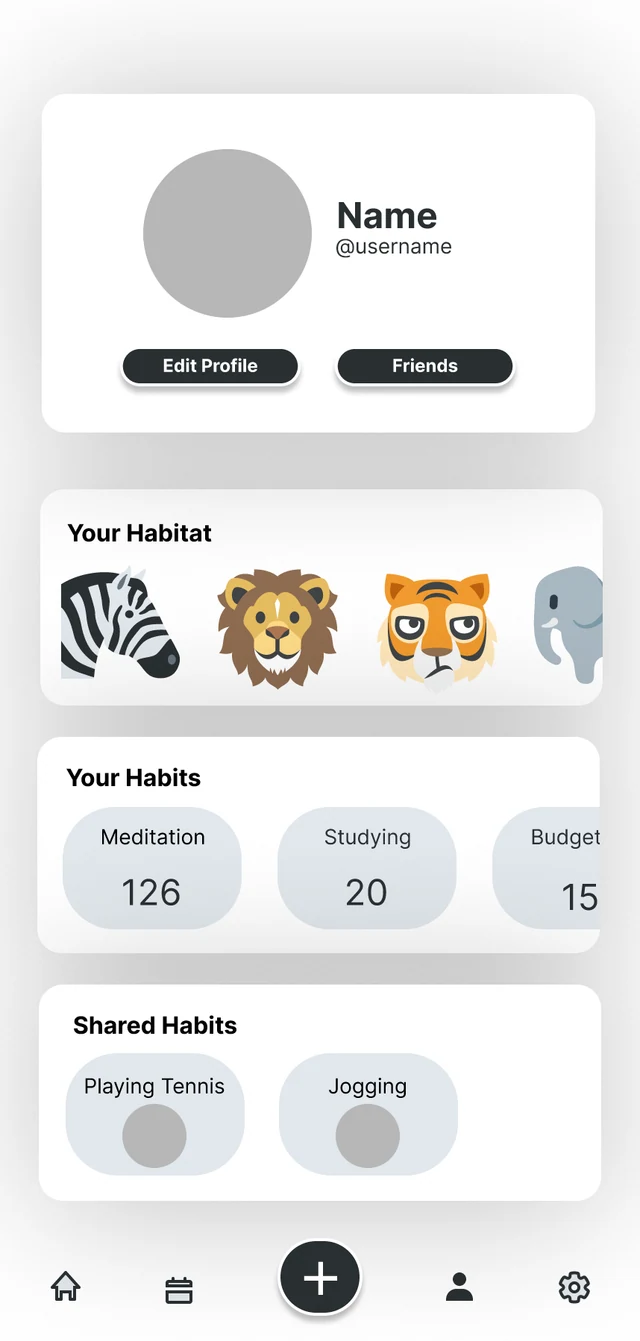 Name
@username
Edit Profile
Friends
Your Habitat
Your Habits
Meditation
Studying
Budget
126
20
15
Shared Habits
Playing Tennis
Jogging